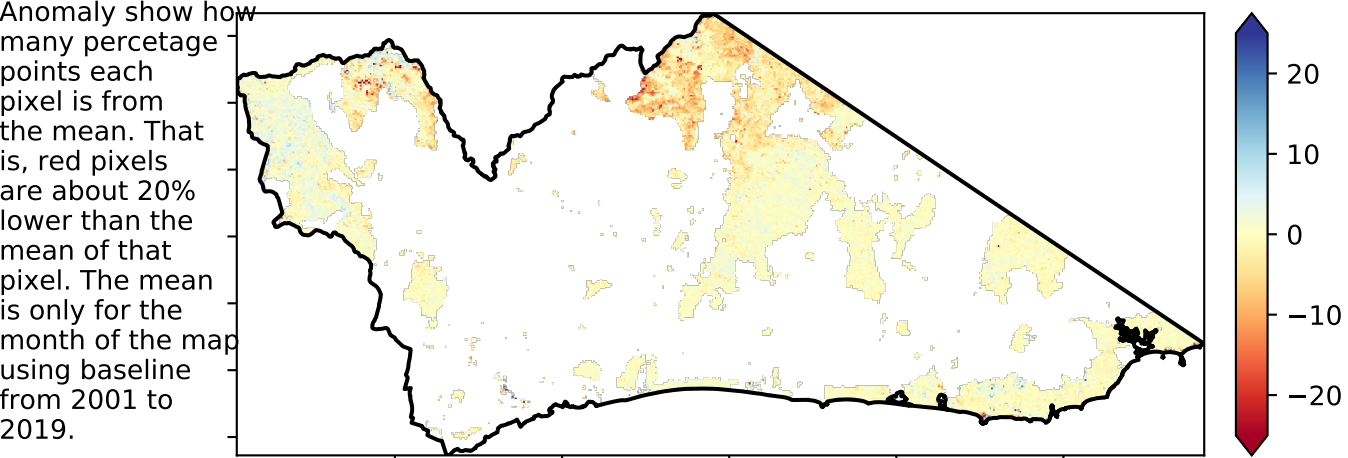 Anomaly show how
many percetage
points each
pixel is from
the mean. That
is, red pixels
are about 20%
lower than the
mean of that
pixel. The mean
is only for the
month of the map
using baseline
from 2001 to
2019.
20
10
0
−10
−20